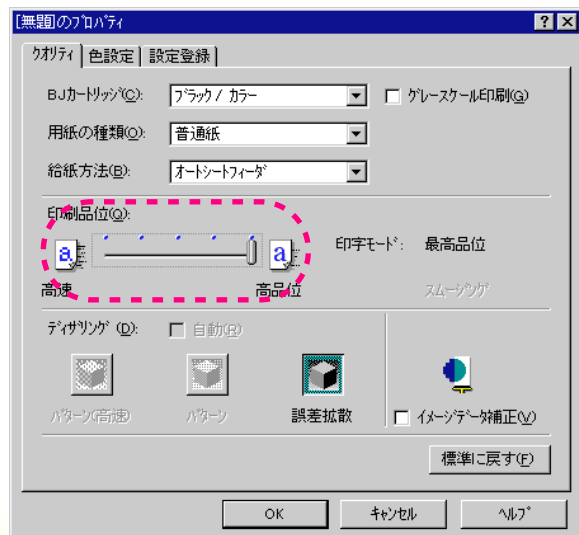 [無題]のﾌﾟﾛﾊﾟﾃｨ
ｸｵﾘﾃｨ 色設定 設定登録
BJｶｰﾄﾘｯｼﾞ(C): ﾌﾞﾗｯｸ / ｶﾗｰ グレースケール印刷(G)
用紙の種類(O): 普通紙
給紙方法(B): ｵｰﾄｼｰﾄﾌｨｰﾀﾞ
印刷品位(Q):
a a 印字ﾓｰﾄﾞ: 最高品位
高速 高品位 ｽﾑｰｼﾞﾝｸﾞ
ﾃﾞｨｻﾞﾘﾝｸﾞ (D): 自動(R)
ﾊﾟﾀｰﾝ(高速) ﾊﾟﾀｰﾝ 誤差拡散 ｲﾒｰｼﾞﾃﾞｰﾀ補正(V)
標準に戻す(F)
OK ｷｬﾝｾﾙ ﾍﾙﾌﾟ